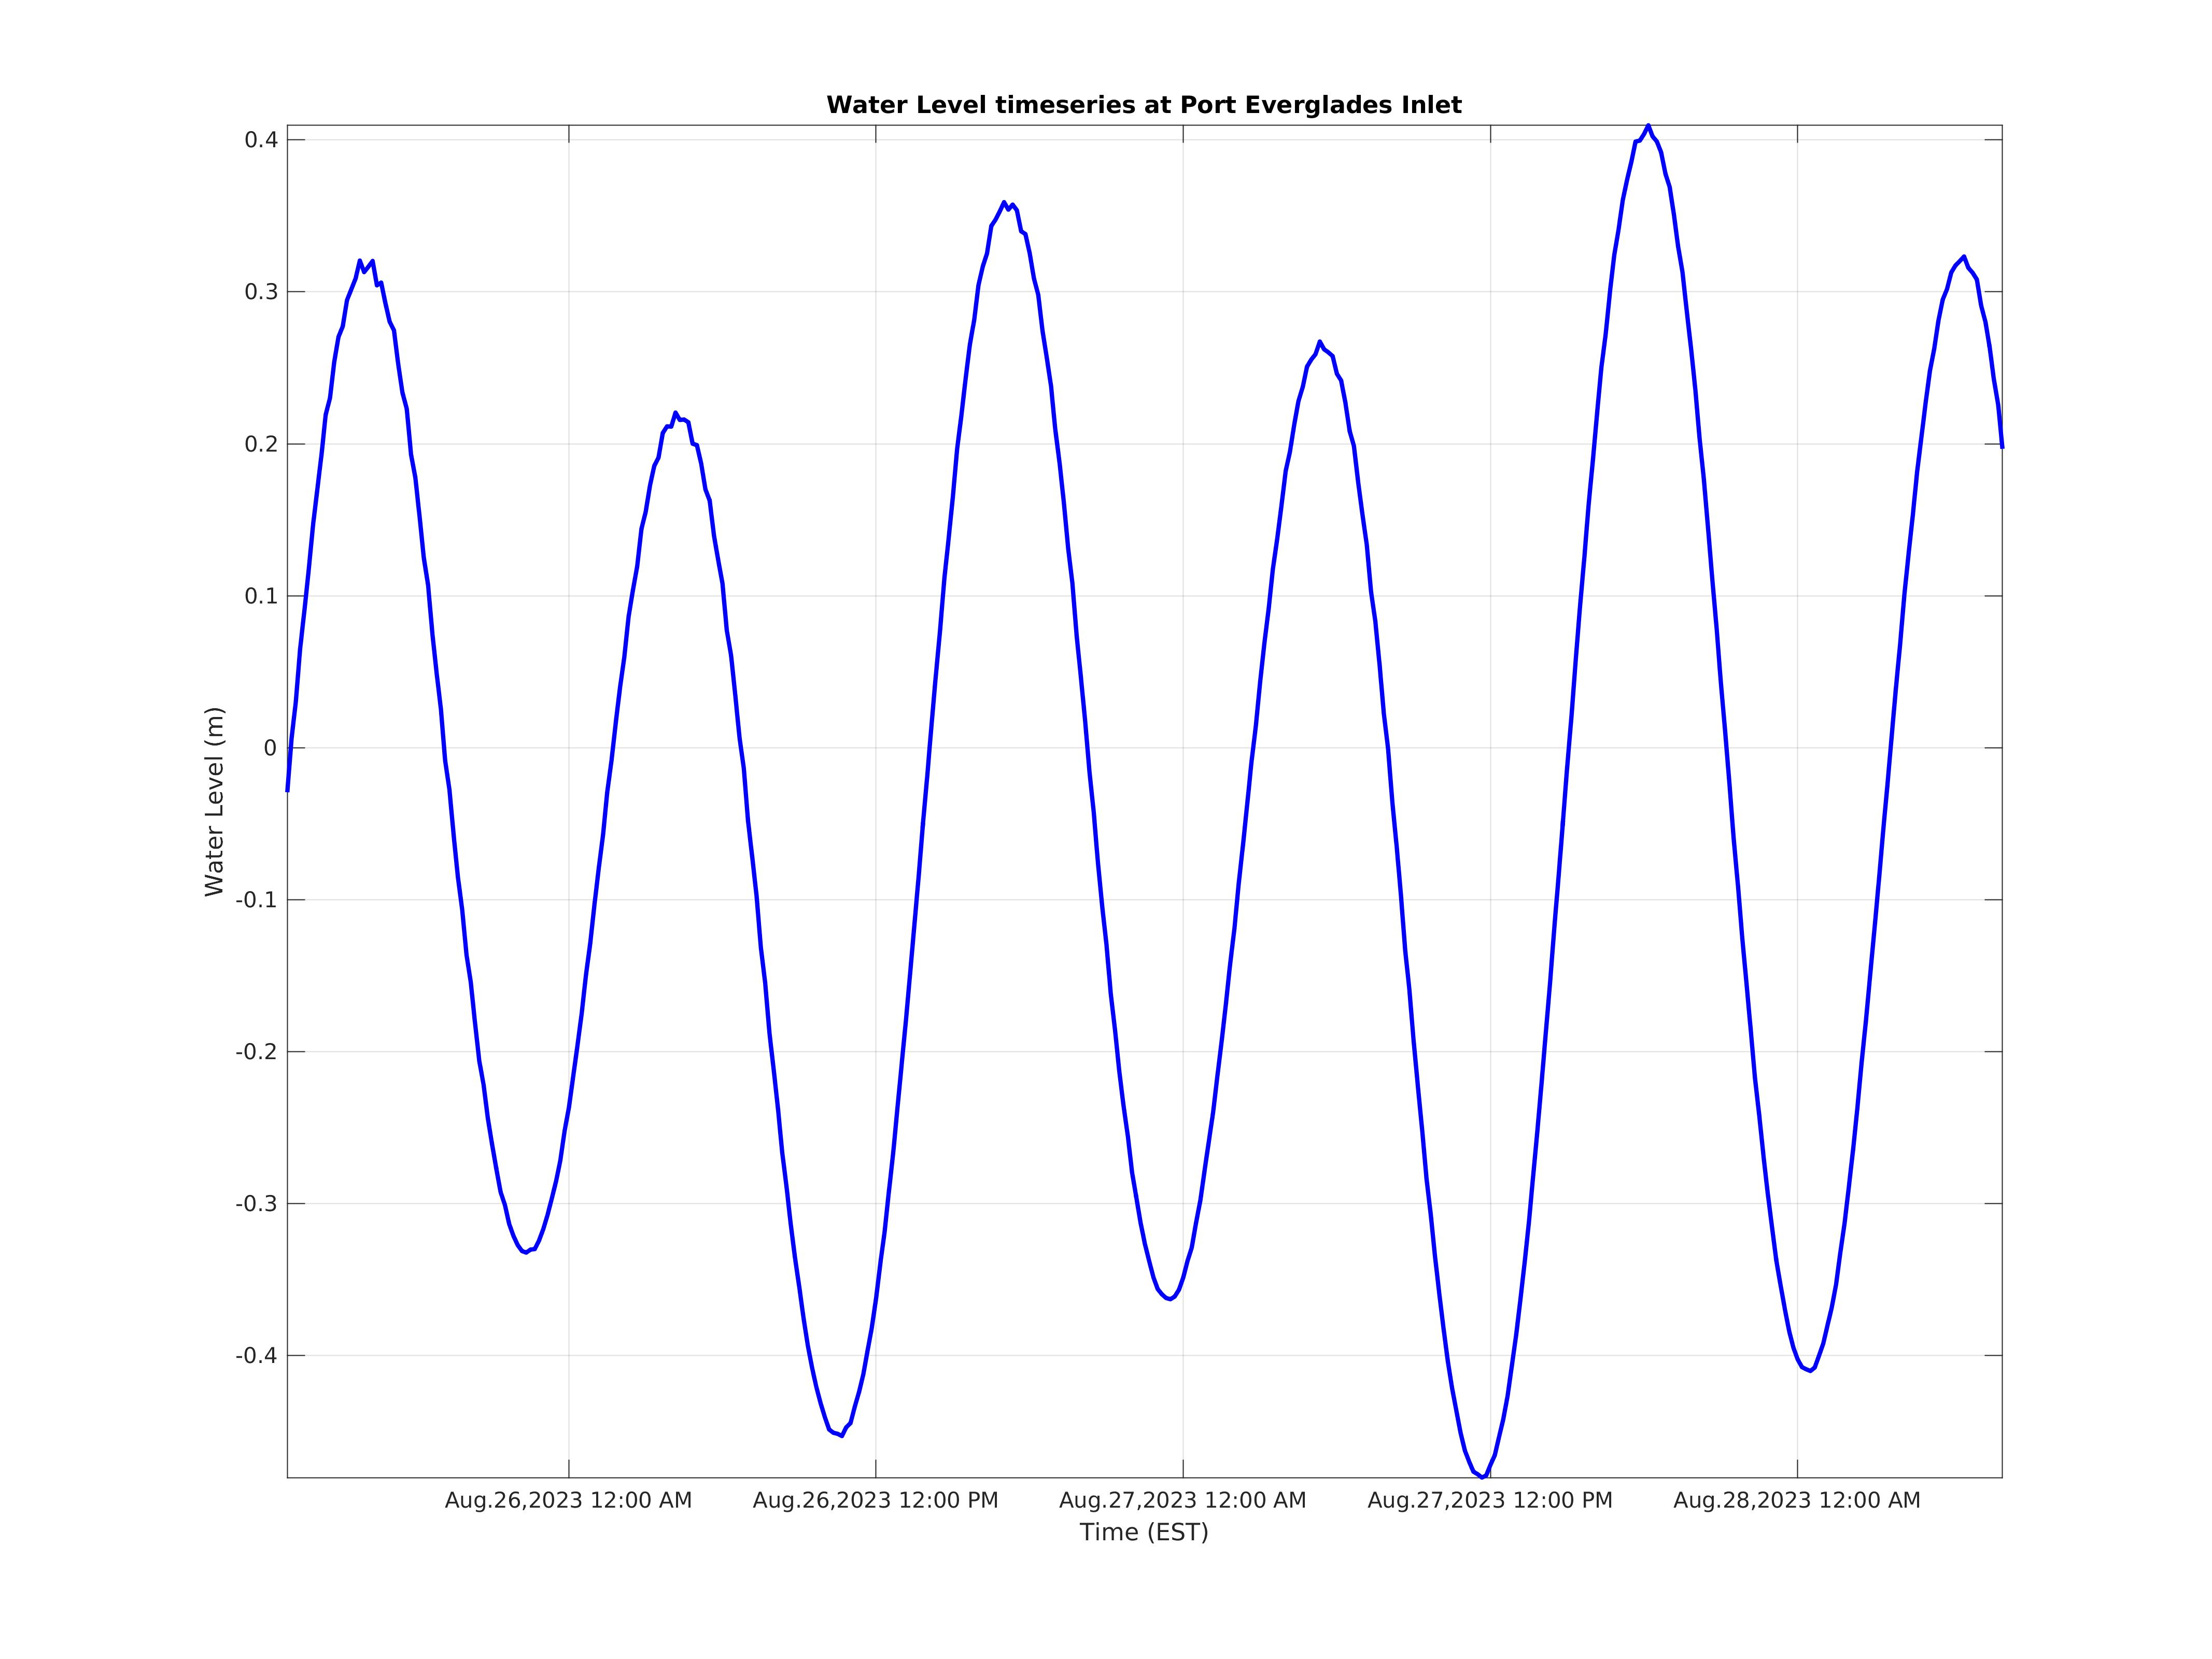 Water Level timeseries at Port Everglades Inlet
0.4
0.3
0.2
0.1
0
-0.1
-0.2
-0.3
-0.4
Water Level (m)
Aug.26,2023 12:00 AM Aug.26,2023 12:00 PM Aug.27,2023 12:00 AM Aug.27,2023 12:00 PM Aug.28,2023 12:00 AM
Time (EST)